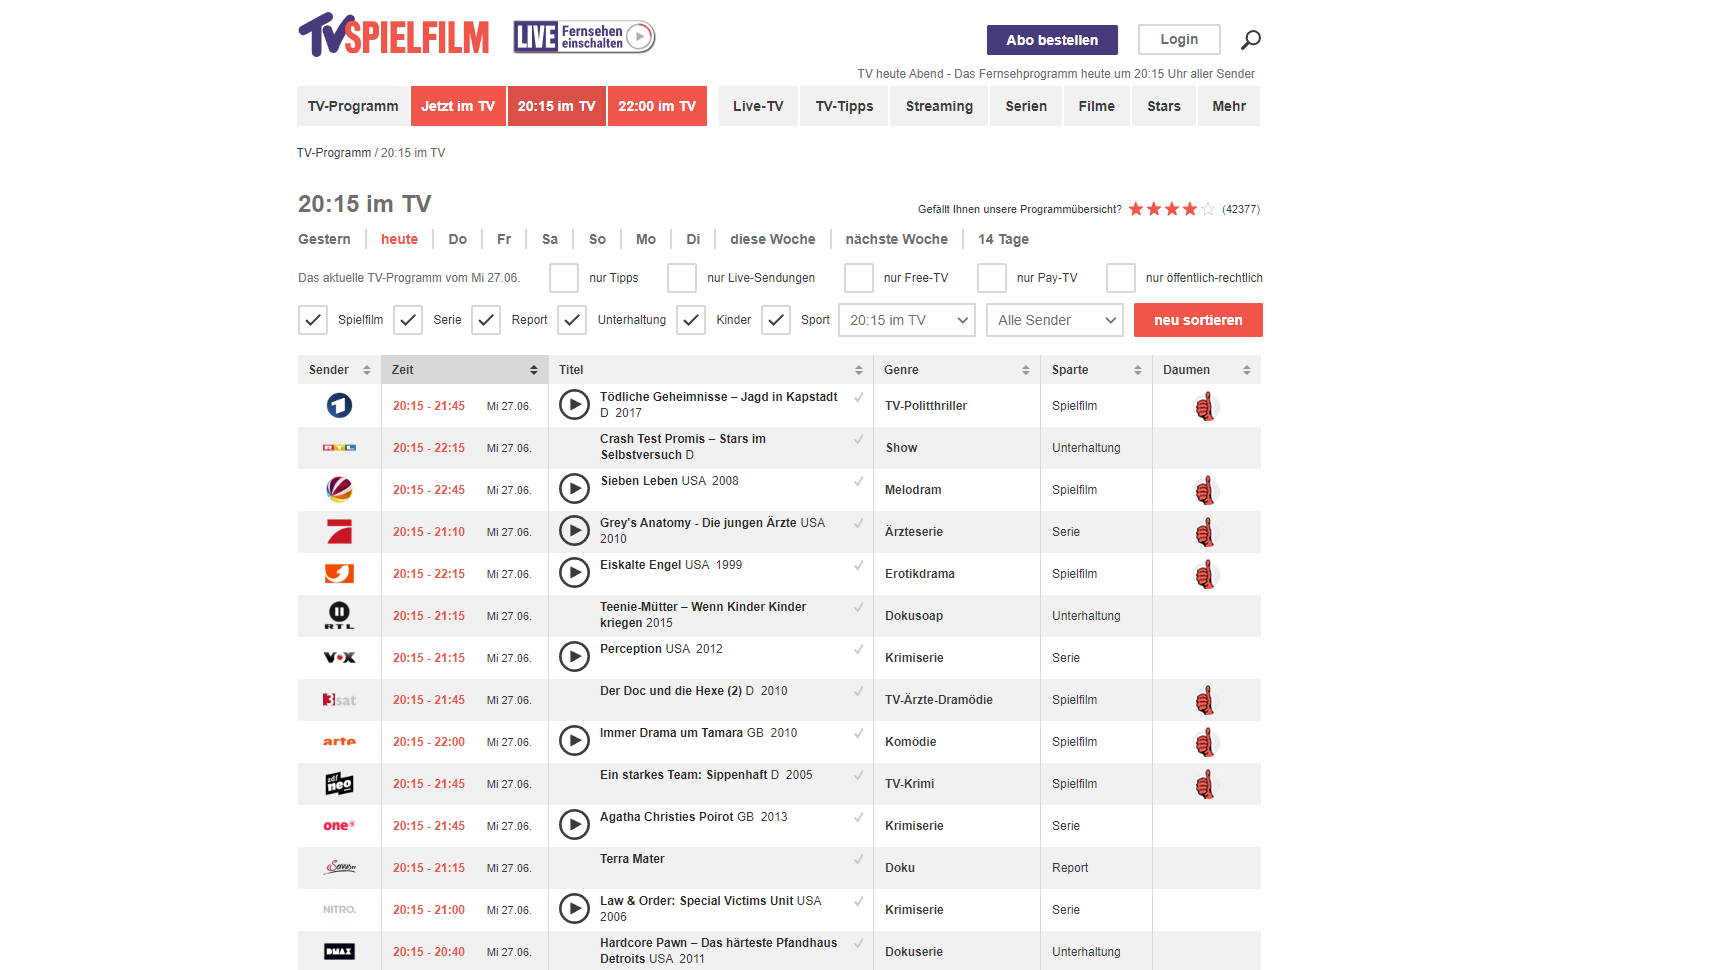 TVSPIELFILM
LIVE Fernsehen einschalten
Abo bestellen
Login
TV heute Abend - Das Fernsehprogramm heute um 20:15 Uhr aller Sender
TV-Programm Jetzt im TV 20:15 im TV 22:00 im TV Live-TV TV-Tipps Streaming Serien Filme Stars Mehr
TV-Programm / 20:15 im TV
20:15 im TV
Gefällt Ihnen unsere Programmübersicht? (42377)
Gestern heute Do Fr Sa So Mo Di diese Woche nächste Woche 14 Tage
Das aktuelle TV-Programm vom Mi 27.06. nur Tipps nur Live-Sendungen nur Free-TV nur Pay-TV nur öffentlich-rechtlich
Spielfilm Serie Report Unterhaltung Kinder Sport 20:15 im TV Alle Sender neu sortieren
Sender Zeit Titel Genre Sparte Daumen
1 20:15 - 21:45 Mi 27.06. Tödliche Geheimnisse – Jagd in Kapstadt
D 2017 TV-Politthriller Spielfilm
RTL 20:15 - 22:15 Mi 27.06. Crash Test Promis – Stars im
Selbstversuch D Show Unterhaltung
20:15 - 22:45 Mi 27.06. Sieben Leben USA 2008 Melodram Spielfilm
7 20:15 - 21:10 Mi 27.06. Grey's Anatomy - Die jungen Ärzte USA
2010 Ärzteserie Serie
20:15 - 22:15 Mi 27.06. Eiskalte Engel USA 1999 Erotikdrama Spielfilm
II RTL 20:15 - 21:15 Mi 27.06. Teenie-Mütter – Wenn Kinder Kinder
kriegen 2015 Dokusoap Unterhaltung
VOX 20:15 - 21:15 Mi 27.06. Perception USA 2012 Krimiserie Serie
3sat 20:15 - 21:45 Mi 27.06. Der Doc und die Hexe (2) D 2010 TV-Ärzte-Dramödie Spielfilm
arte 20:15 - 22:00 Mi 27.06. Immer Drama um Tamara GB 2010 Komödie Spielfilm
zdf neo 20:15 - 21:45 Mi 27.06. Ein starkes Team: Sippenhaft D 2005 TV-Krimi Spielfilm
one 20:15 - 21:45 Mi 27.06. Agatha Christies Poirot GB 2013 Krimiserie Serie
Servus 20:15 - 21:15 Mi 27.06. Terra Mater Doku Report
NITRO. 20:15 - 21:00 Mi 27.06. Law & Order: Special Victims Unit USA
2006 Krimiserie Serie
DMAX 20:15 - 20:40 Mi 27.06. Hardcore Pawn – Das härteste Pfandhaus
Detroits USA 2011 Dokuserie Unterhaltung